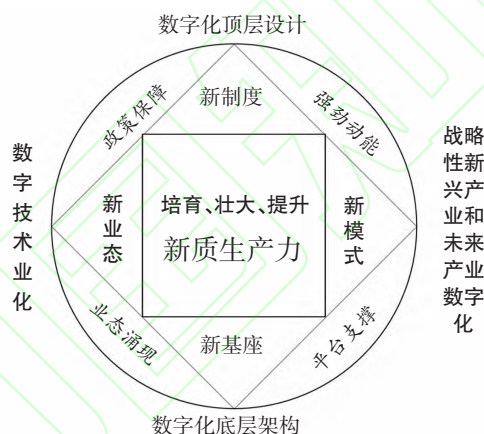 数字化顶层设计
政策保障
新制度
强劲动能
数字技术业化
新业态
培育、壮大、提升
新质生产力
新模式
战略性新兴产业和未来产业数字化
业态涌现
新基座
平台支撑
数字化底层架构